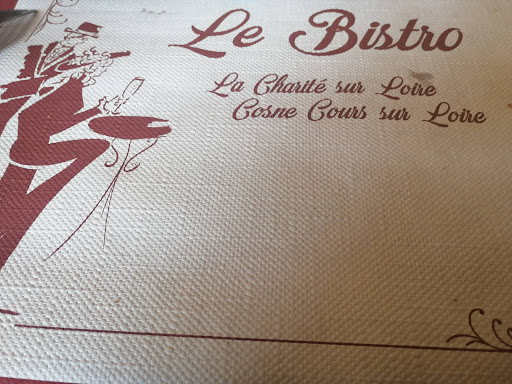 Le Bistro
La Charité sur Loire
Cosne Cours sur Loire